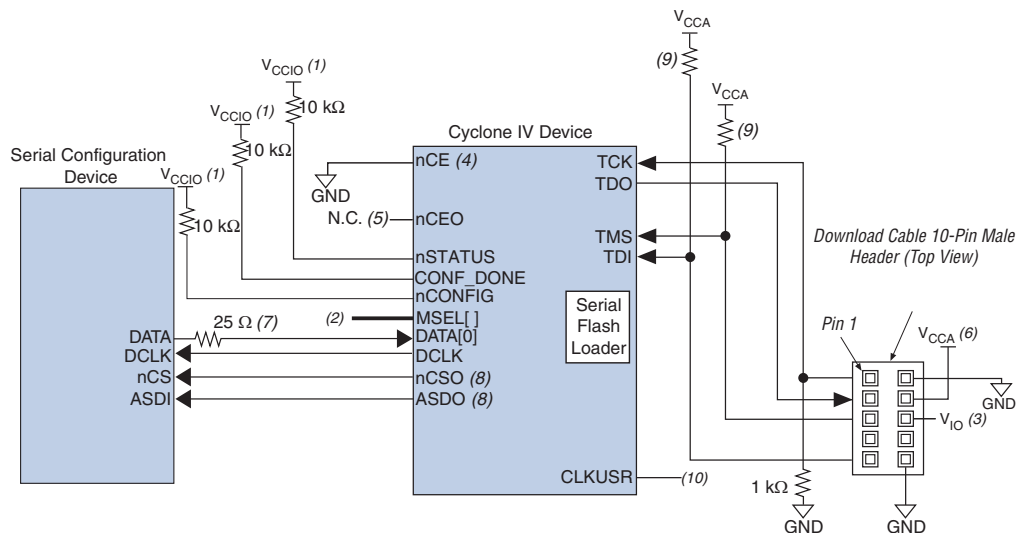 V_CCA
(9)
V_CCIO (1)
10 kΩ
V_CCA
(9)
V_CCIO (1)
10 kΩ
Cyclone IV Device
Serial Configuration
Device
V_CCIO (1)
10 kΩ
nCE (4)
GND
N.C. (5)
nCEO
nSTATUS
CONF_DONE
nCONFIG
(2)
MSEL[ ]
25 Ω (7)
DATA
DATA[0]
DCLK
DCLK
nCS
nCSO (8)
ASDI
ASDO (8)
TCK
TDO
TMS
TDI
Serial
Flash
Loader
CLKUSR
(10)
Download Cable 10-Pin Male
Header (Top View)
Pin 1
V_CCA (6)
GND
V_IO (3)
1 kΩ
GND
GND